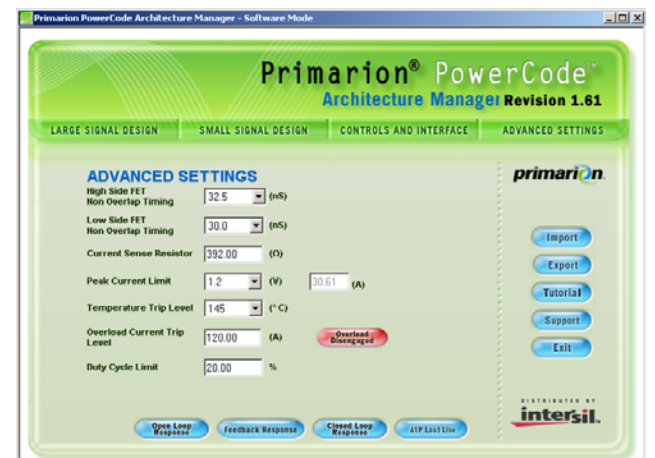 Primarion PowerCode Architecture Manager - Software Mode
Primarion® PowerCode™
Architecture Manager Revision 1.61
LARGE SIGNAL DESIGN SMALL SIGNAL DESIGN CONTROLS AND INTERFACE ADVANCED SETTINGS
ADVANCED SETTINGS
primarion.
High Side FET
Non Overlap Timing 32.5 (nS)
Low Side FET
Non Overlap Timing 30.0 (nS)
Current Sense Resistor 392.00 (Ω)
Peak Current Limit 1.2 (V) 30.61 (A)
Temperature Trip Level 145 (°C)
Overload Current Trip
Level 120.00 (A) Overload
Disengaged
Duty Cycle Limit 20.00 %
Import
Export
Tutorial
Support
Exit
DISTRIBUTED BY
intersil.
Open Loop
Response
Feedback Response
Closed Loop
Response
AVP Load Line